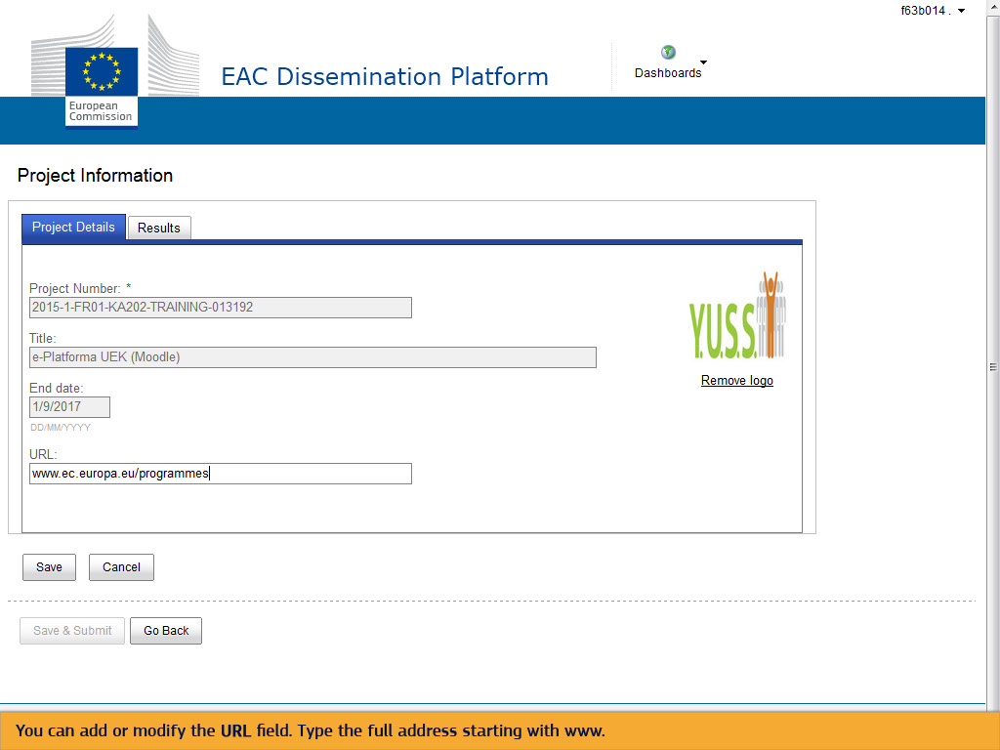 f63b014 .
EAC Dissemination Platform
Dashboards
European
Commission
Project Information
Project Details
Results
Project Number: *
2015-1-FR01-KA202-TRAINING-013192
Title:
e-Platforma UEK (Moodle)
End date:
1/9/2017
DD/MM/YYYY
URL:
www.ec.europa.eu/programmes
Y.U.S.S.
Remove logo
Save
Cancel
Save & Submit
Go Back
You can add or modify the URL field. Type the full address starting with www.